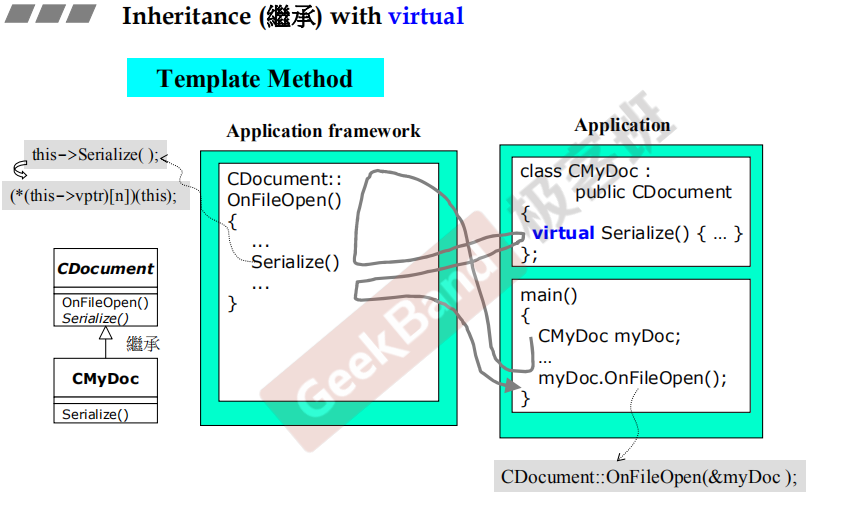 Inheritance (繼承) with virtual
Template Method
Application framework
Application
this->Serialize( );
(*(this->vptr)[n])(this);
CDocument::
OnFileOpen()
{
...
Serialize()
...
}
class CMyDoc :
public CDocument
{
virtual Serialize() { … }
};
main()
{
CMyDoc myDoc;
…
myDoc.OnFileOpen();
}
CDocument
OnFileOpen()
Serialize()
繼承
CMyDoc
Serialize()
CDocument::OnFileOpen(&myDoc );
GeekBand 极客班